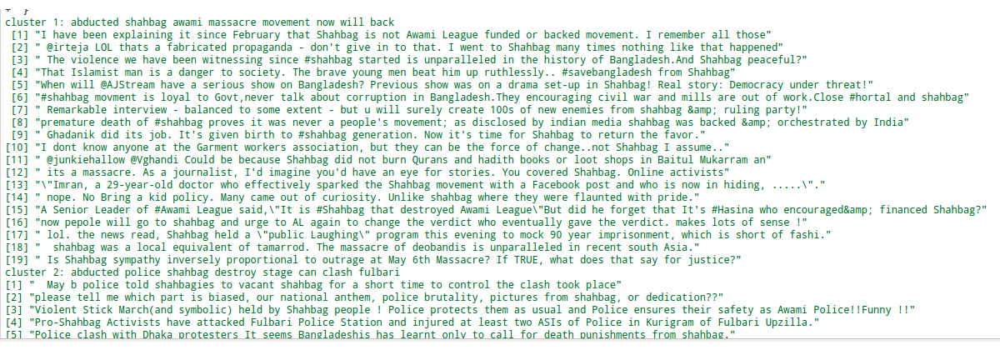 +  }
cluster 1: abducted shahbag awami massacre movement now will back
[1] "I have been explaining it since February that Shahbag is not Awami League funded or backed movement. I remember all those"
[2] " @irteja LOL thats a fabricated propaganda - don't give in to that. I went to Shahbag many times nothing like that happened"
[3] " The violence we have been witnessing since #shahbag started is unparalleled in the history of Bangladesh.And Shahbag peaceful?"
[4] "That Islamist man is a danger to society. The brave young men beat him up ruthlessly.. #savebangladesh from Shahbag"
[5] "When will @AJStream have a serious show on Bangladesh? Previous show was on a drama set-up in Shahbag! Real story: Democracy under threat!"
[6] "#shahbag movment is loyal to Govt,never talk about corruption in Bangladesh.They encouraging civil war and mills are out of work.Close #hortal and shahbag"
[7] " Remarkable interview - balanced to some extent - but u will surely create 100s of new enemies from shahbag &amp; ruling party!"
[8] "premature death of #shahbag proves it was never a people's movement; as disclosed by indian media shahbag was backed &amp; orchestrated by India"
[9] " Ghadanik did its job. It's given birth to #shahbag generation. Now it's time for Shahbag to return the favor."
[10] "I dont know anyone at the Garment workers association, but they can be the force of change..not Shahbag I assume.."
[11] " @junkiehallow @Vghandi Could be because Shahbag did not burn Qurans and hadith books or loot shops in Baitul Mukarram an"
[12] " its a massacre. As a journalist, I'd imagine you'd have an eye for stories. You covered Shahbag. Online activists"
[13] "\"Imran, a 29-year-old doctor who effectively sparked the Shahbag movement with a Facebook post and who is now in hiding, .....\"."
[14] " nope. No Bring a kid policy. Many came out of curiosity. Unlike shahbag where they were flaunted with pride."
[15] "A Senior Leader of #Awami League said,\"It is #Shahbag that destroyed Awami League\"But did he forget that It's #Hasina who encouraged&amp; financed Shahbag?"
[16] "now pepole will go to shahbag and urge to AL again to change the verdict who eventually gave the verdict. makes lots of sense !"
[17] " lol. the news read, Shahbag held a \"public Laughing\" program this evening to mock 90 year imprisonment, which is short of fashi."
[18] "  shahbag was a local equivalent of tamarrod. The massacre of deobandis is unparalleled in recent south Asia."
[19] " Is Shahbag sympathy inversely proportional to outrage at May 6th Massacre? If TRUE, what does that say for justice?"
cluster 2: abducted police shahbag destroy stage can clash fulbari
[1] "  May b police told shahbagies to vacant shahbag for a short time to control the clash took place"
[2] "please tell me which part is biased, our national anthem, police brutality, pictures from shahbag, or dedication??"
[3] "Violent Stick March(and symbolic) held by Shahbag people ! Police protects them as usual and Police ensures their safety as Awami Police!!Funny !!"
[4] "Pro-Shahbag Activists have attacked Fulbari Police Station and injured at least two ASIs of Police in Kurigram of Fulbari Upzilla."
[5] "Police clash with Dhaka protesters It seems Bangladeshis has learnt only to call for death punishments from shahbag."